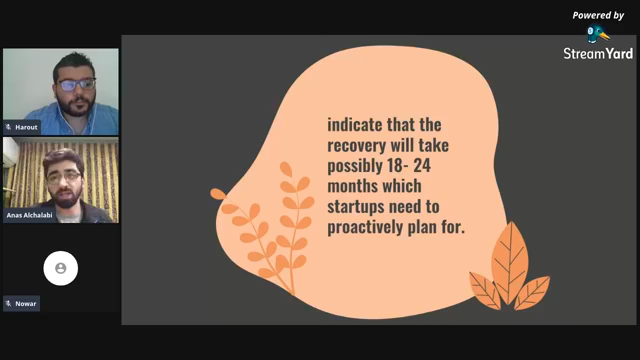 Powered by
StreamYard
Harout
Anas Alchalabi
Nowar
indicate that the
recovery will take
possibly 18- 24
months which
startups need to
proactively plan for.